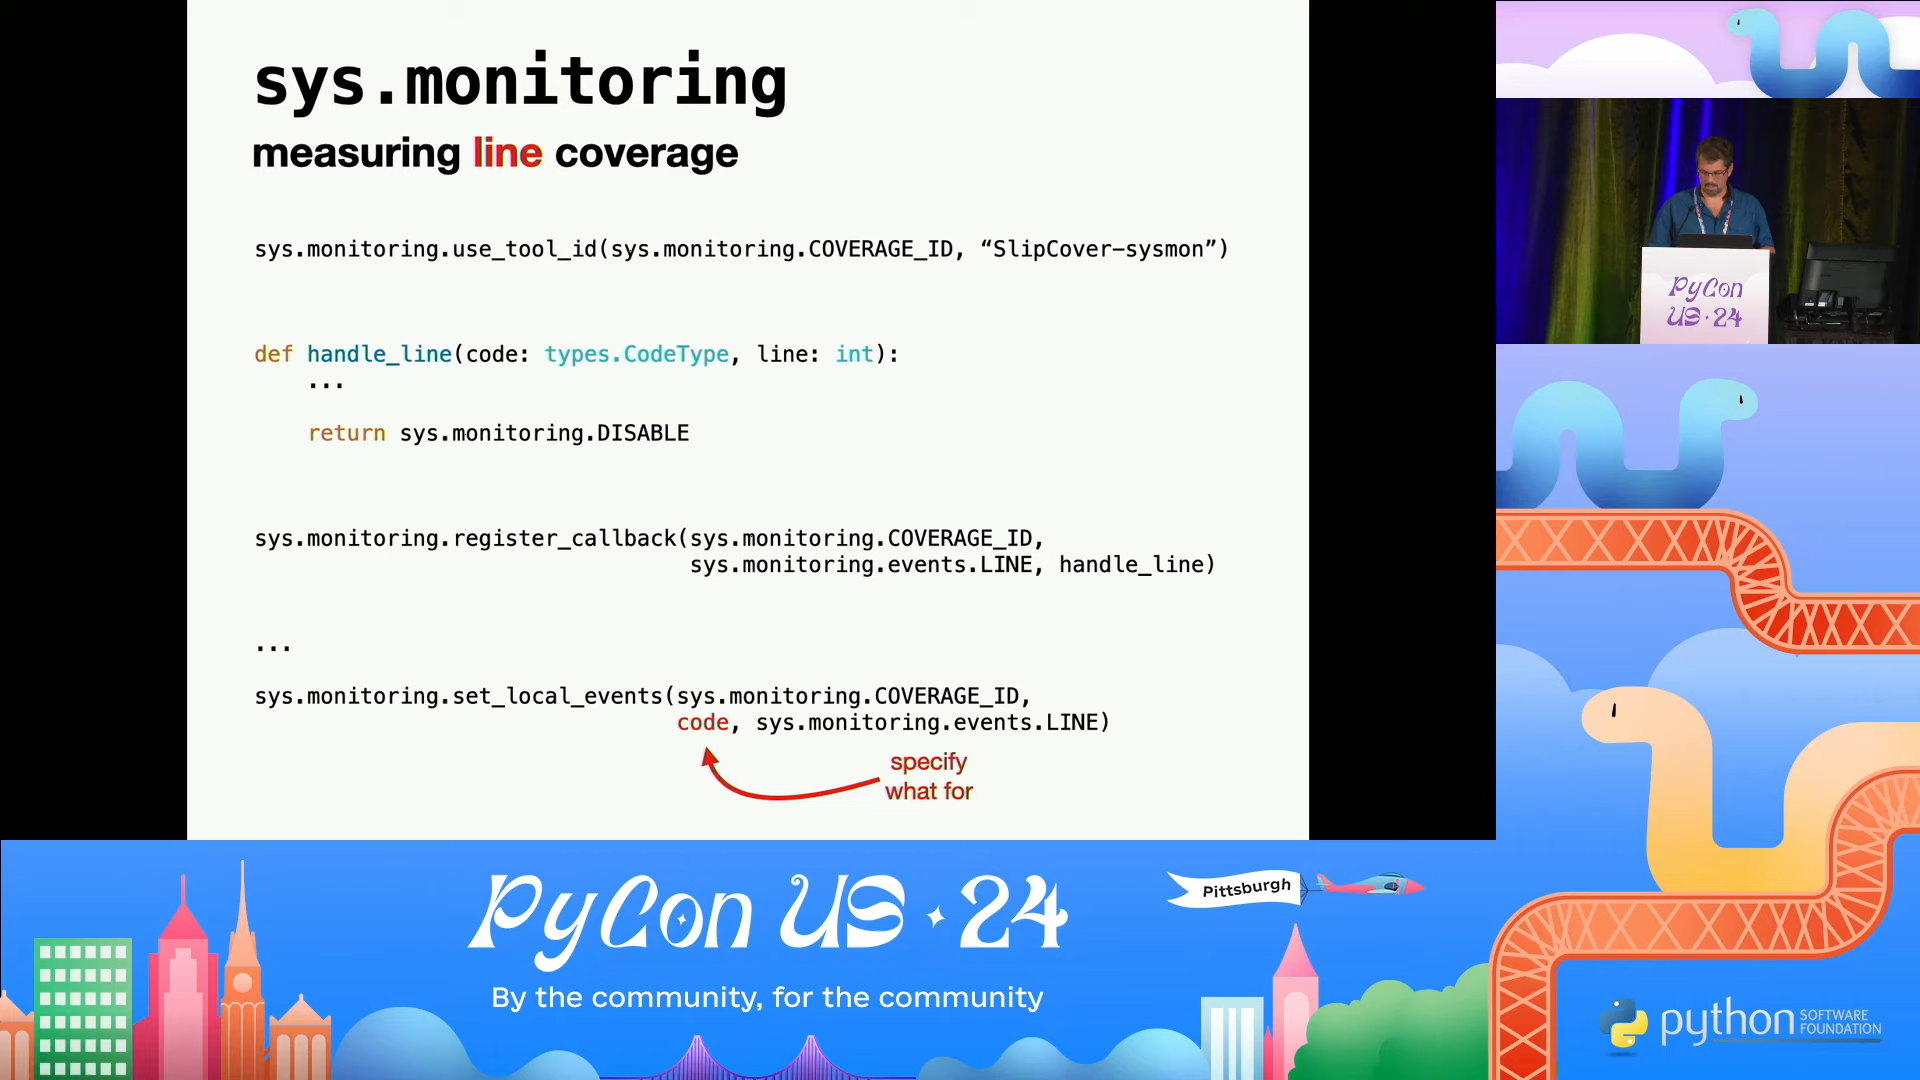 sys.monitoring
measuring line coverage
sys.monitoring.use_tool_id(sys.monitoring.COVERAGE_ID, “SlipCover–sysmon”)
def handle_line(code: types.CodeType, line: int):
...
return sys.monitoring.DISABLE
sys.monitoring.register_callback(sys.monitoring.COVERAGE_ID,
sys.monitoring.events.LINE, handle_line)
...
sys.monitoring.set_local_events(sys.monitoring.COVERAGE_ID,
code, sys.monitoring.events.LINE)
specify
what for
PyCon
US · 24
PyCon US · 24
By the community, for the community
Pittsburgh
python
SOFTWARE
FOUNDATION